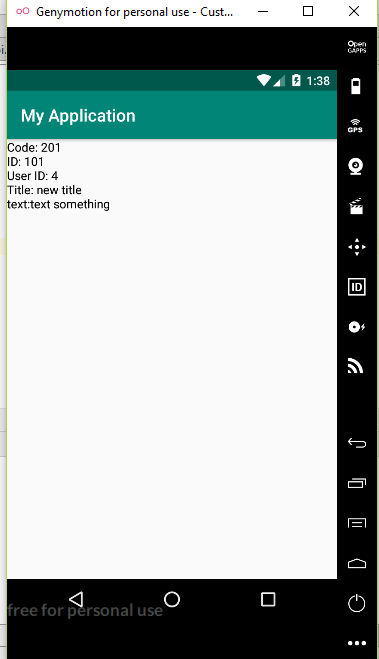 Genymotion for personal use - Cust...
Open
GAPPS
1:38
My Application
GPS
Code: 201
ID: 101
User ID: 4
Title: new title
text:text something
ID
free for personal use